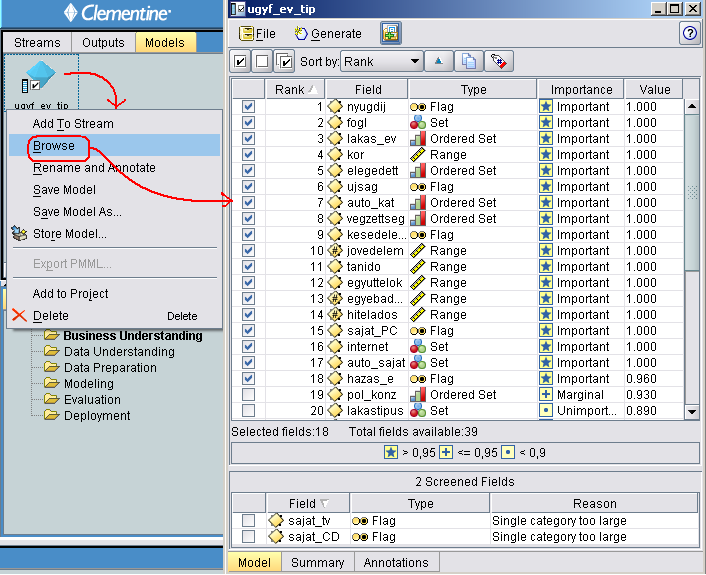 Clementine®
Streams Outputs Models
ugyf_ev_tip
Add To Stream
Browse
Rename and Annotate
Save Model
Save Model As...
Store Model...
Export PMML...
Add to Project
Delete Delete
Business Understanding
Data Understanding
Data Preparation
Modeling
Evaluation
Deployment
ugyf_ev_tip
File Generate
Sort by: Rank
Rank Field Type Importance Value
1 nyugdij Flag Important 1.000
2 fogl Set Important 1.000
3 lakas_ev Ordered Set Important 1.000
4 kor Range Important 1.000
5 elegedett Ordered Set Important 1.000
6 ujsag Flag Important 1.000
7 auto_kat Ordered Set Important 1.000
8 vegzettseg Ordered Set Important 1.000
9 kesedele... Flag Important 1.000
10 jovedelem Range Important 1.000
11 tanido Range Important 1.000
12 egyuttelok Range Important 1.000
13 egyebad... Range Important 1.000
14 hitelados Range Important 1.000
15 sajat_PC Flag Important 1.000
16 internet Set Important 1.000
17 auto_sajat Set Important 1.000
18 hazas_e Flag Important 0.960
19 pol_konz Ordered Set Marginal 0.930
20 lakastipus Set Unimport... 0.890
Selected fields:18 Total fields available:39
> 0,95 <= 0,95 < 0,9
2 Screened Fields
Field Type Reason
sajat_tv Flag Single category too large
sajat_CD Flag Single category too large
Model Summary Annotations